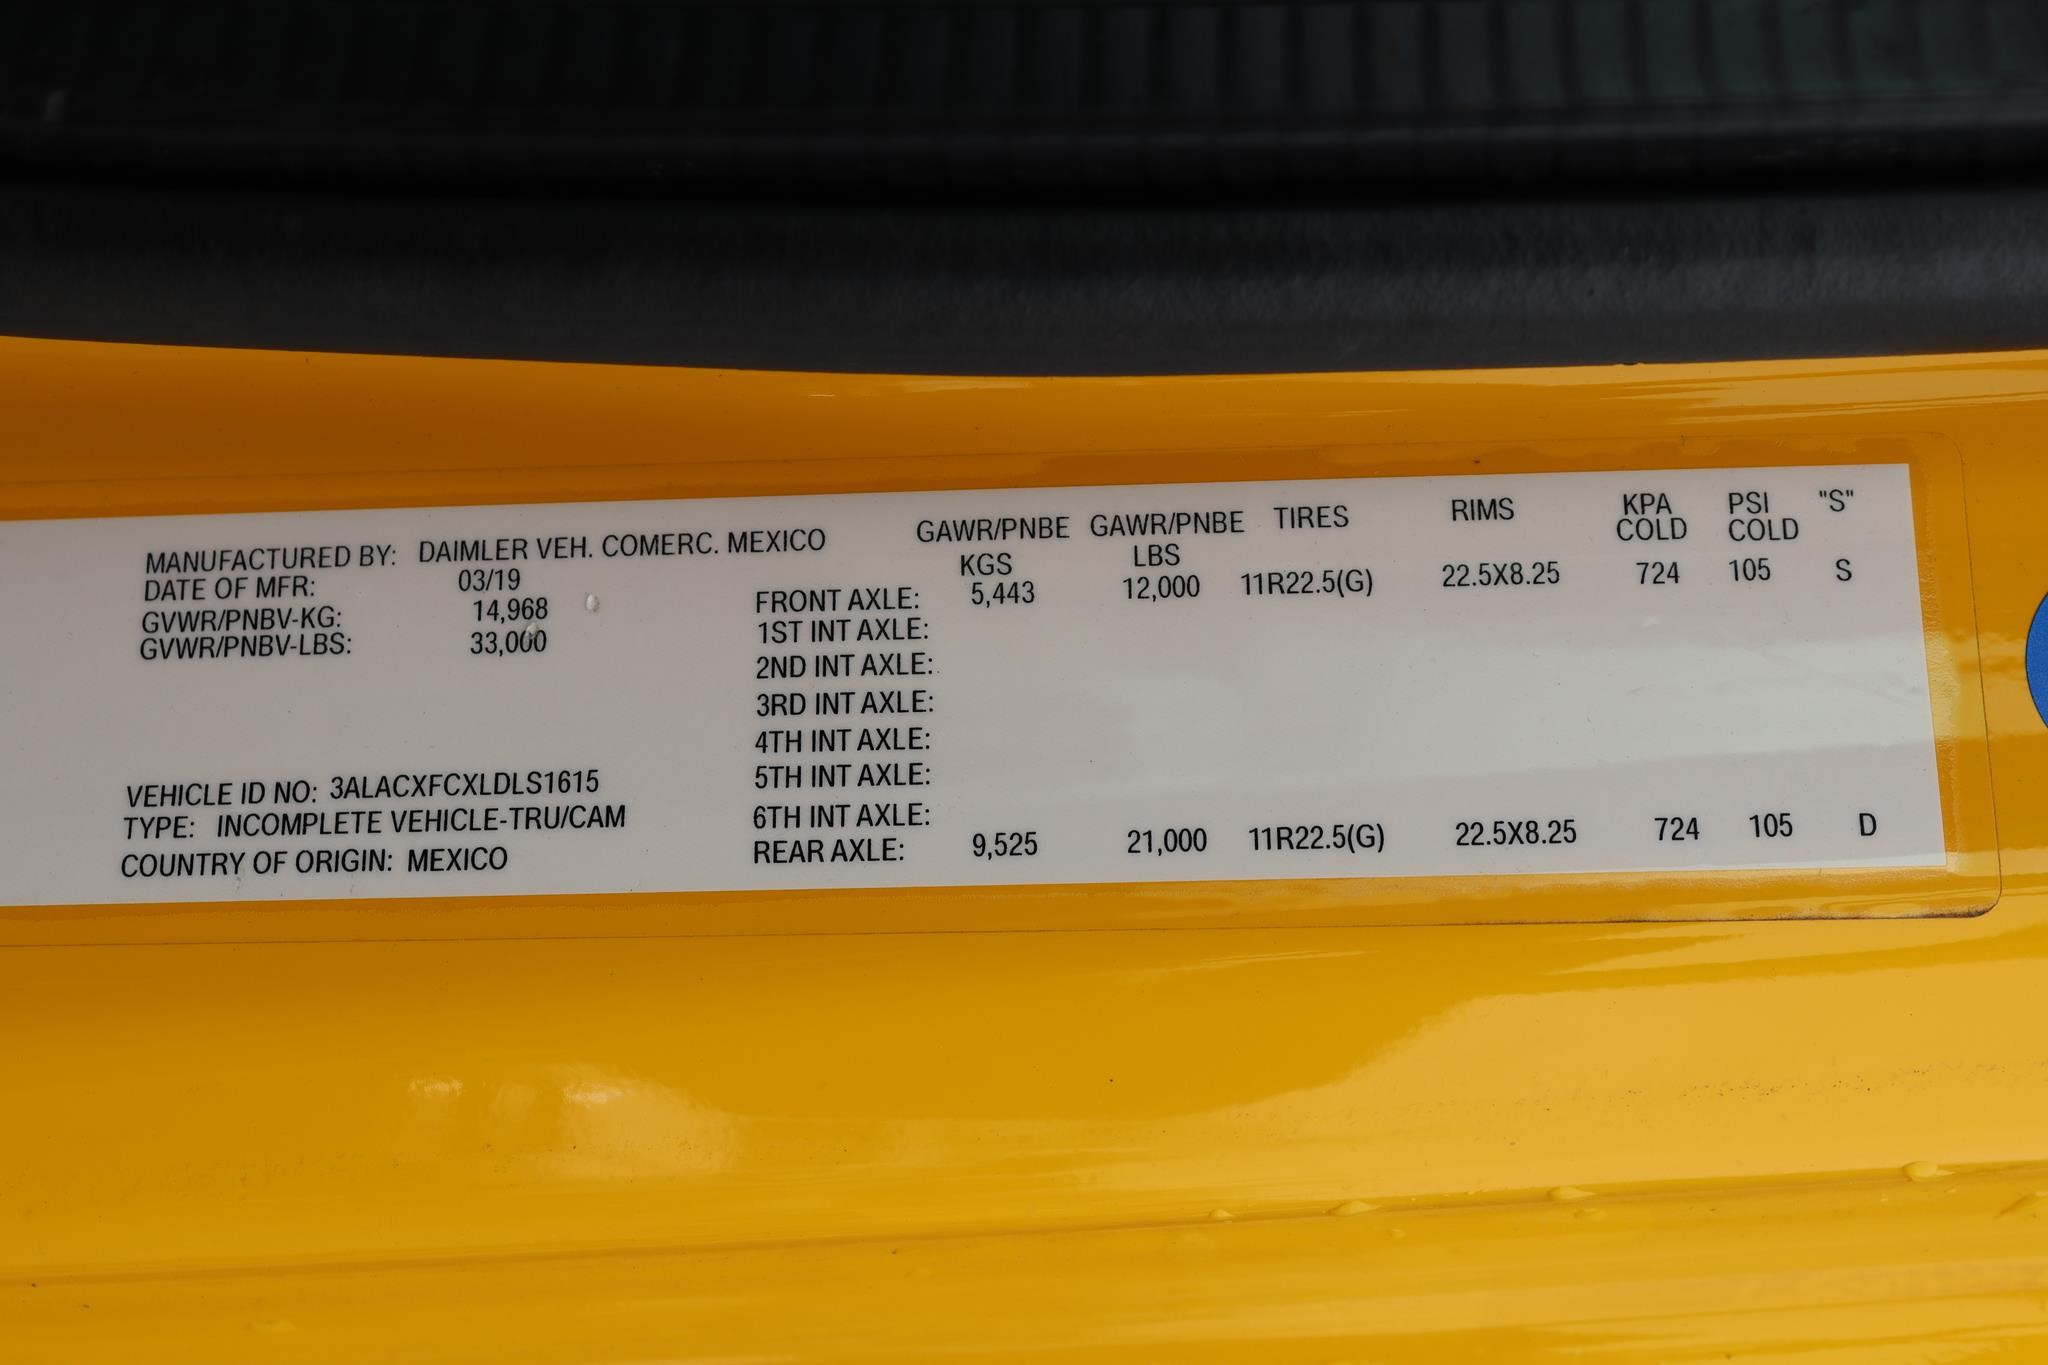 MANUFACTURED BY: DAIMLER VEH. COMERC. MEXICO
DATE OF MFR: 03/19
GVWR/PNBV-KG: 14,968
GVWR/PNBV-LBS: 33,000
VEHICLE ID NO: 3ALACXFCXLDLS1615
TYPE: INCOMPLETE VEHICLE-TRU/CAM
COUNTRY OF ORIGIN: MEXICO
GAWR/PNBE GAWR/PNBE TIRES RIMS KPA PSI "S"
KGS LBS COLD COLD
FRONT AXLE: 5,443 12,000 11R22.5(G) 22.5X8.25 724 105 S
1ST INT AXLE:
2ND INT AXLE:
3RD INT AXLE:
4TH INT AXLE:
5TH INT AXLE:
6TH INT AXLE:
REAR AXLE: 9,525 21,000 11R22.5(G) 22.5X8.25 724 105 D